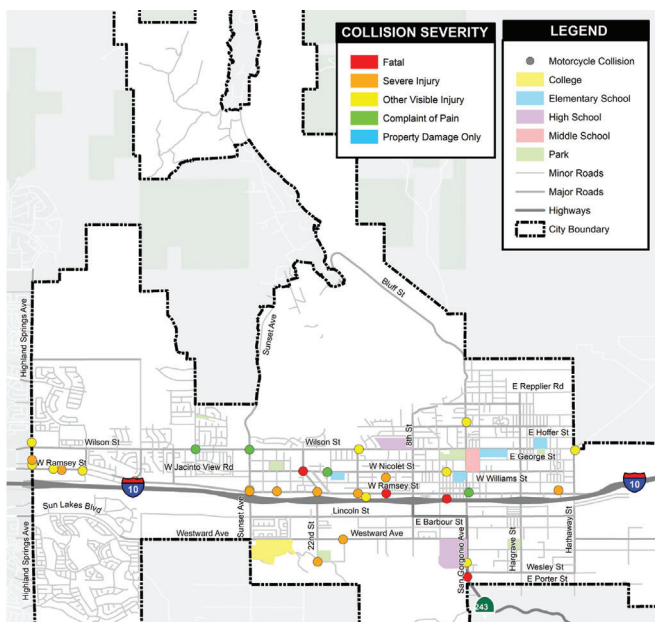 COLLISION SEVERITY
Fatal
Severe Injury
Other Visible Injury
Complaint of Pain
Property Damage Only
LEGEND
Motorcycle Collision
College
Elementary School
High School
Middle School
Park
Minor Roads
Major Roads
Highways
City Boundary
Bluff St
Sunset Ave
Highland Springs Ave
E Repplier Rd
8th St
E Hoffer St
Wilson St
Wilson St
E George St
W Ramsey St
W Jacinto View Rd
W Nicolet St
W Williams St
W Ramsey St
10
10
Sun Lakes Blvd
Lincoln St
E Barbour St
Sunset Ave
22nd St
Westward Ave
Westward Ave
San Gorgonio Ave
Hargrave St
Hathaway St
Highland Springs Ave
Wesley St
E Porter St
243